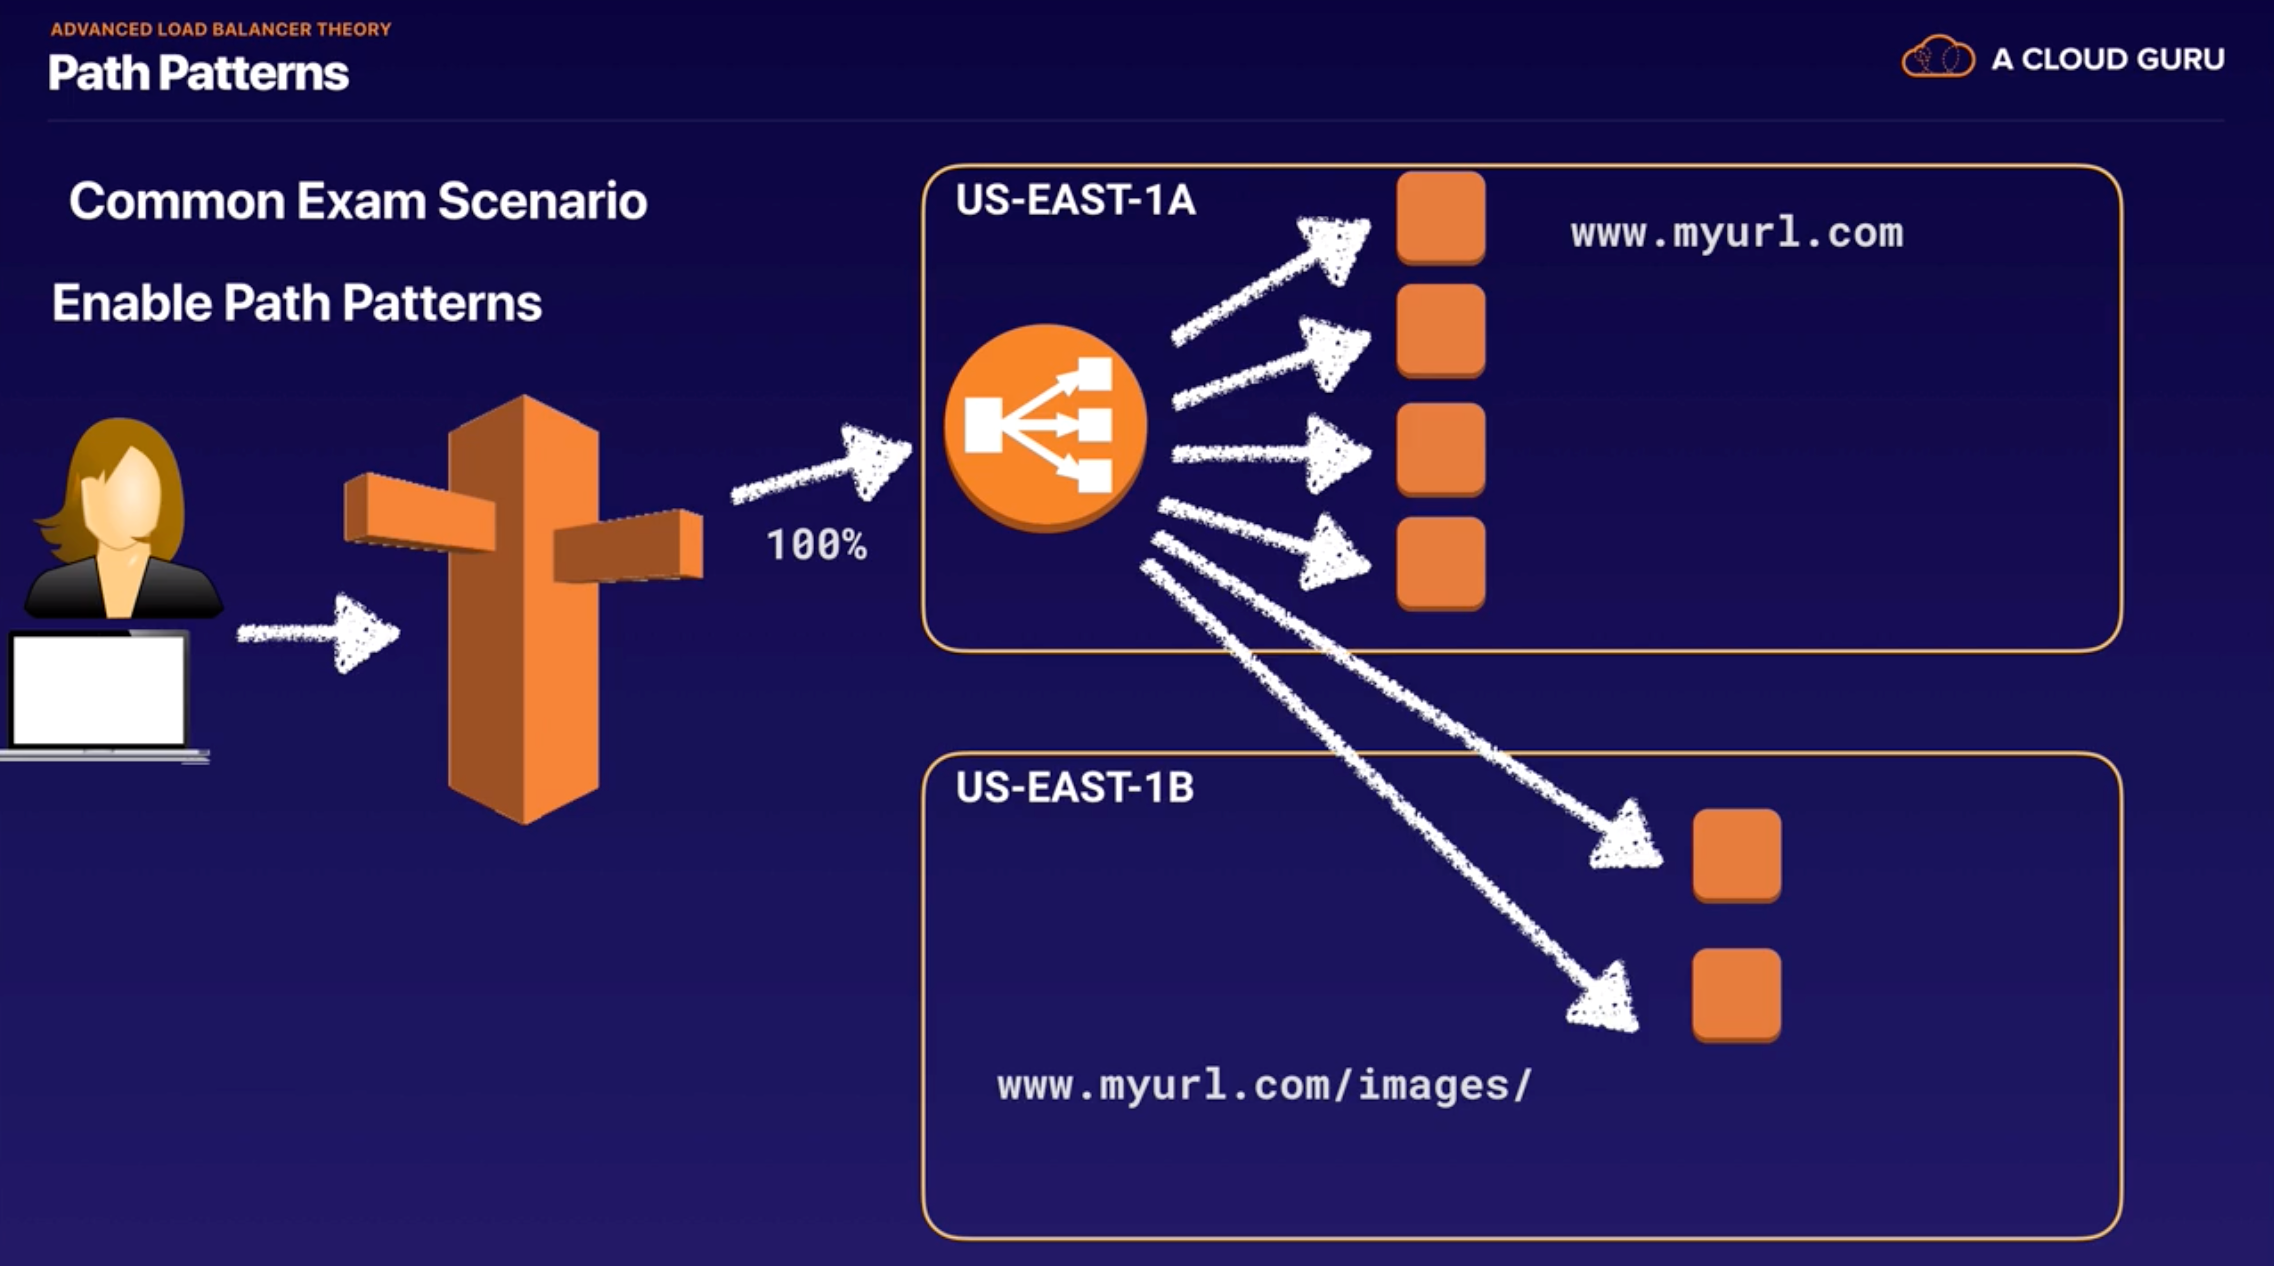 ADVANCED LOAD BALANCER THEORY
Path Patterns
A CLOUD GURU
Common Exam Scenario
Enable Path Patterns
100%
US-EAST-1A
www.myurl.com
US-EAST-1B
www.myurl.com/images/